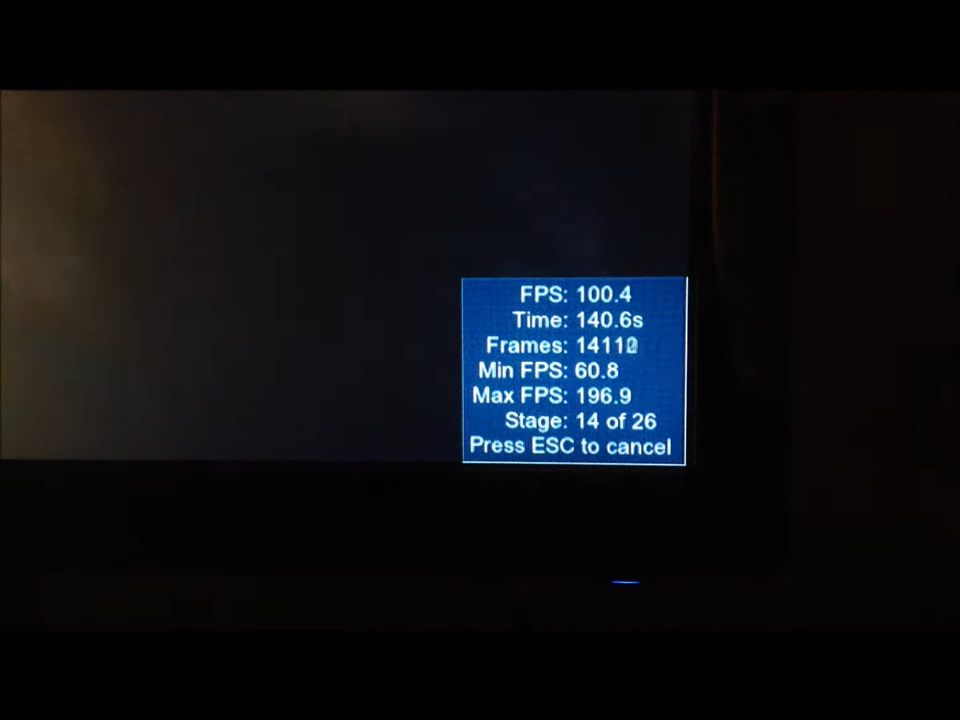 FPS: 100.4
Time: 140.6s
Frames:
Min FPS: 60.8
Max FPS: 196.9
Stage: 14 of 26
Press ESC to cancel